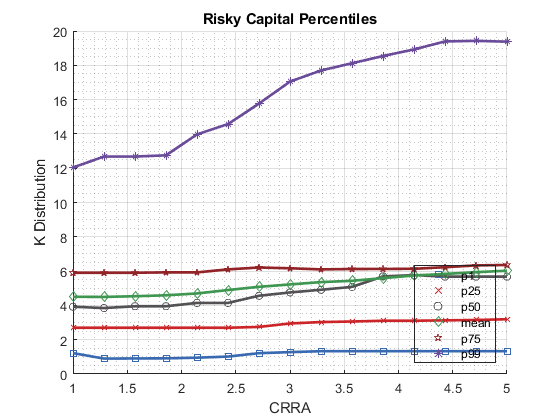 Risky Capital Percentiles
K Distribution
20
18
16
14
12
10
8
6
4
2
0
p1
p25
p50
mean
p75
p99
1 1.5 2 2.5 3 3.5 4 4.5 5
CRRA